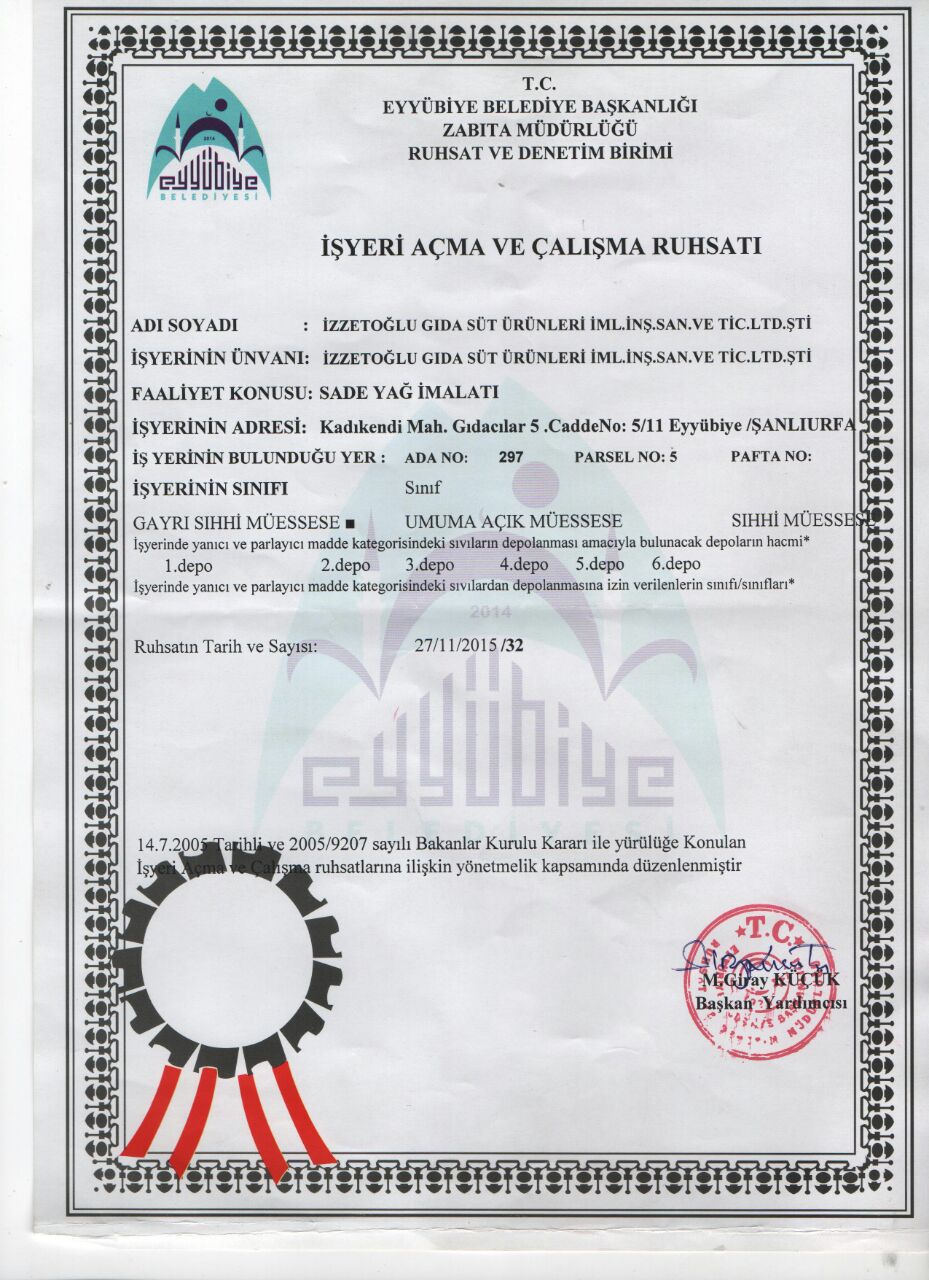 T.C.
EYYÜBİYE BELEDİYE BAŞKANLIĞI
ZABITA MÜDÜRLÜĞÜ
RUHSAT VE DENETİM BİRİMİ
2014
eyyübiye
BELEDİYESİ
İŞYERİ AÇMA VE ÇALIŞMA RUHSATI
ADI SOYADI : İZZETOĞLU GIDA SÜT ÜRÜNLERİ İML.İNŞ.SAN.VE TİC.LTD.ŞTİ
İŞYERİNİN ÜNVANI: İZZETOĞLU GIDA SÜT ÜRÜNLERİ İML.İNŞ.SAN.VE TİC.LTD.ŞTİ
FAALİYET KONUSU: SADE YAĞ İMALATI
İŞYERİNİN ADRESİ: Kadıkendi Mah. Gıdacılar 5 .CaddeNo: 5/11 Eyyübiye /ŞANLIURFA
İŞ YERİNİN BULUNDUĞU YER : ADA NO: 297 PARSEL NO: 5 PAFTA NO:
İŞYERİNİN SINIFI Sınıf
GAYRI SIHHİ MÜESSESE ■ UMUMA AÇIK MÜESSESE SIHHİ MÜESSESE
İşyerinde yanıcı ve parlayıcı madde kategorisindeki sıvıların depolanması amacıyla bulunacak depoların hacmi*
1.depo 2.depo 3.depo 4.depo 5.depo 6.depo
İşyerinde yanıcı ve parlayıcı madde kategorisindeki sıvılardan depolanmasına izin verilenlerin sınıfı/sınıfları*
2014
Ruhsatın Tarih ve Sayısı: 27/11/2015 /32
eyyübiye
BELEDİYESİ
14.7.2005 Tarihli ve 2005/9207 sayılı Bakanlar Kurulu Kararı ile yürülüğe Konulan
İşyeri Açma ve Çalışma ruhsatlarına ilişkin yönetmelik kapsamında düzenlenmiştir
T.C.
M.Giray KÜÇÜK
Başkan Yardımcısı